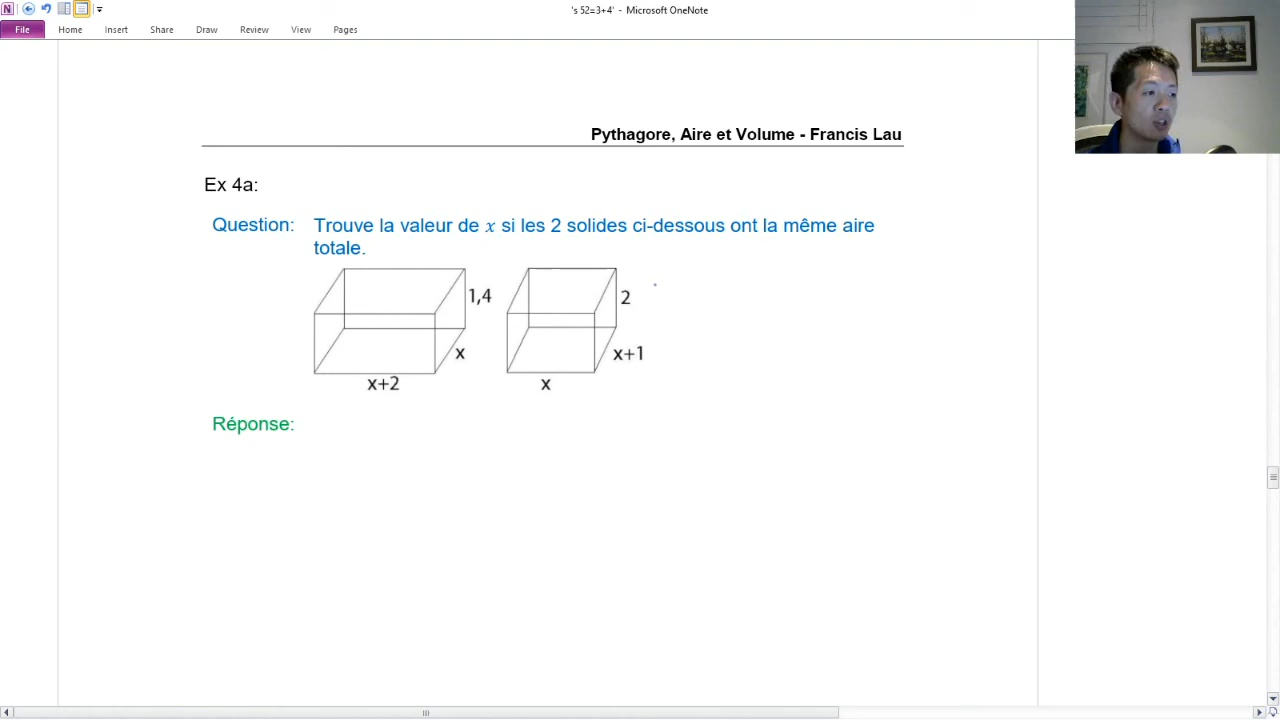 's 52=3+4' - Microsoft OneNote
File Home Insert Share Draw Review View Pages
Pythagore, Aire et Volume - Francis Lau
Ex 4a:
Question: Trouve la valeur de x si les 2 solides ci-dessous ont la même aire
totale.
1,4
2
x
x+1
x+2
x
Réponse: